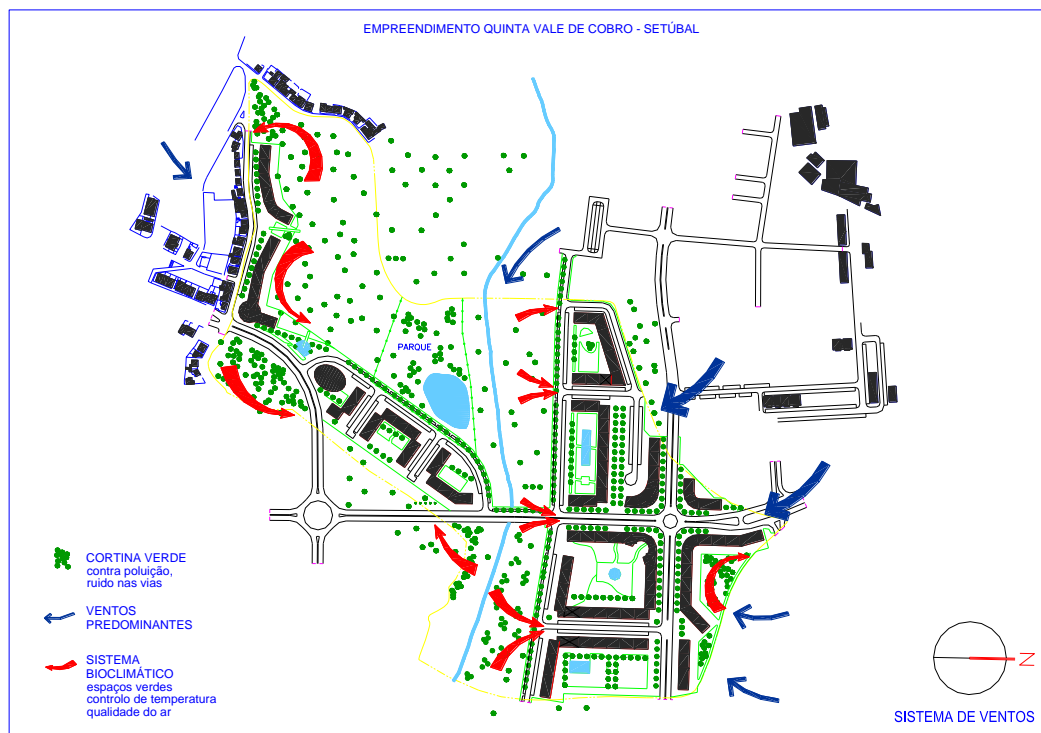 EMPREENDIMENTO QUINTA VALE DE COBRO - SETÚBAL
PARQUE
CORTINA VERDE
contra poluição,
ruido nas vias
VENTOS
PREDOMINANTES
SISTEMA
BIOCLIMÁTICO
espaços verdes
controlo de temperatura
qualidade do ar
N
SISTEMA DE VENTOS